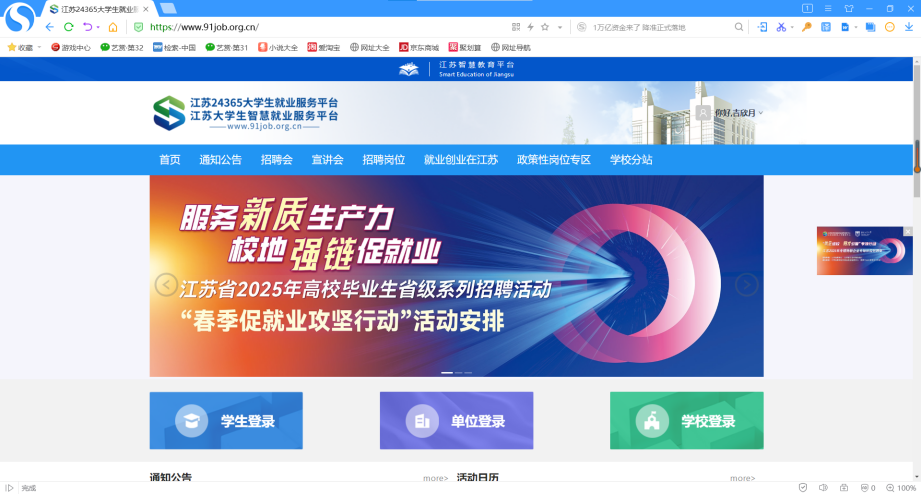 江苏24365大学生就业服
1
https://www.91job.org.cn/
1万亿资金来了 降准正式落地
收藏 游戏中心 艺赏·第32 检索-中国 艺赏·第31 小说大全 爱淘宝 网址大全 京东商城 聚划算 网址导航
江苏智慧教育平台
Smart Education of Jiangsu
江苏24365大学生就业服务平台
江苏大学生智慧就业服务平台
www.91job.org.cn
你好,吉欣月
首页 通知公告 招聘会 宣讲会 招聘岗位 就业创业在江苏 政策性岗位专区 学校分站
服务新质生产力
校地强链促就业
江苏省2025年高校毕业生省级系列招聘活动
“春季促就业攻坚行动”活动安排
学生登录 单位登录 学校登录
通知公告 more> 活动日历 more>
完成 0 100%